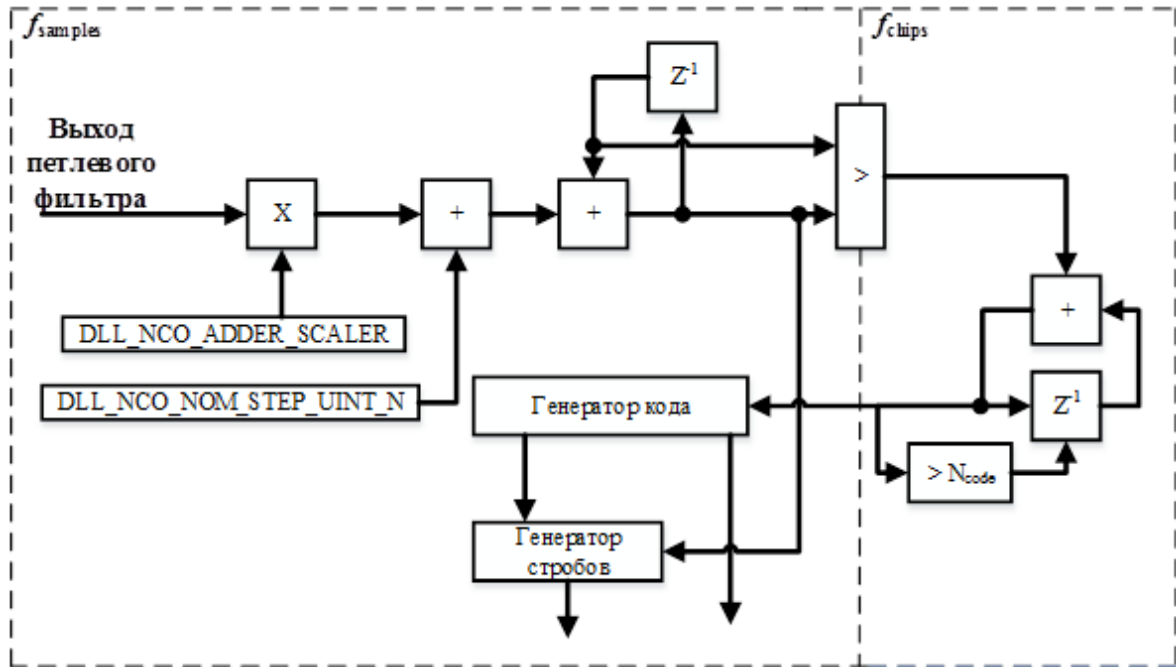 fsamples
fchips
Z-1
Выход
петлевого
фильтра
>
X
+
+
+
DLL_NCO_ADDER_SCALER
DLL_NCO_NOM_STEP_UINT_N
Генератор кода
Z-1
> Ncode
Генератор
стробов